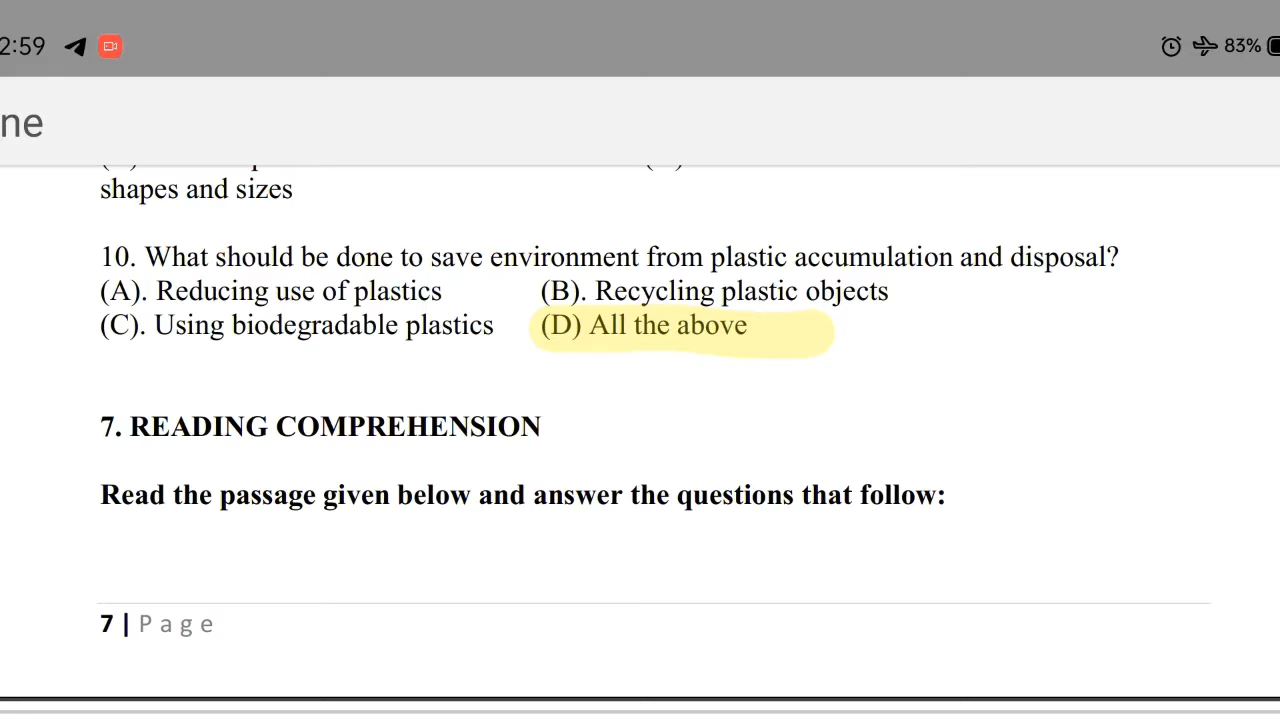 2:59 83%
ne
shapes and sizes
10. What should be done to save environment from plastic accumulation and disposal?
(A). Reducing use of plastics (B). Recycling plastic objects
(C). Using biodegradable plastics (D) All the above
7. READING COMPREHENSION
Read the passage given below and answer the questions that follow:
7 | Page